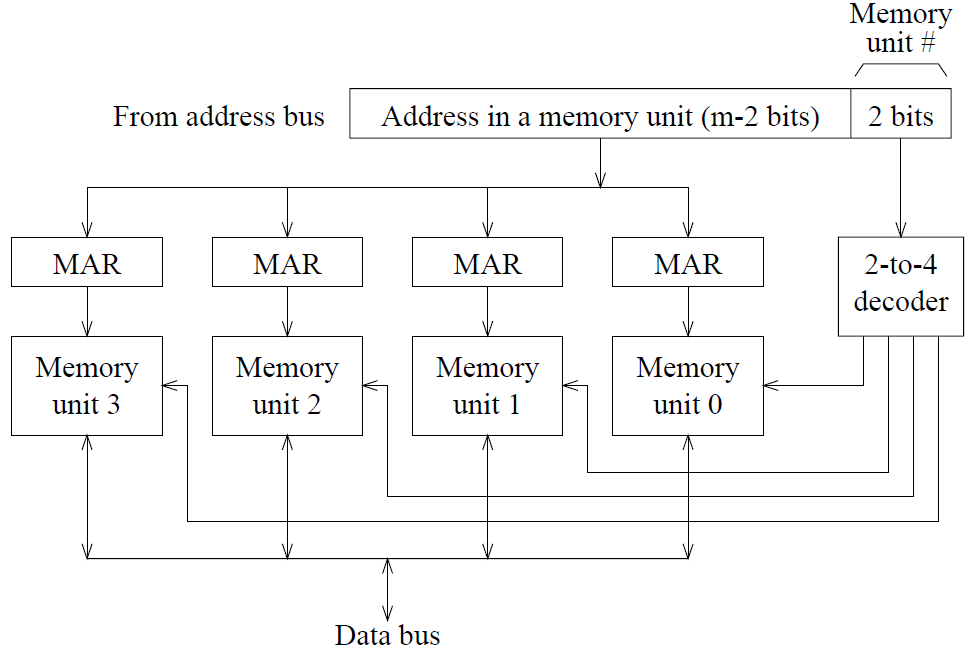 Memory
unit #
From address bus
Address in a memory unit (m-2 bits)
2 bits
MAR
MAR
MAR
MAR
2-to-4
decoder
Memory
unit 3
Memory
unit 2
Memory
unit 1
Memory
unit 0
Data bus